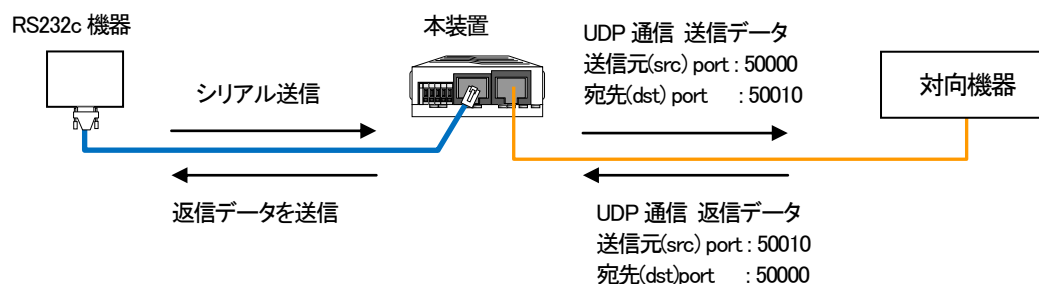 RS232c 機器
本装置
UDP 通信 送信データ
送信元(src) port : 50000
宛先(dst) port : 50010
対向機器
シリアル送信
返信データを送信
UDP 通信 返信データ
送信元(src) port : 50010
宛先(dst)port : 50000